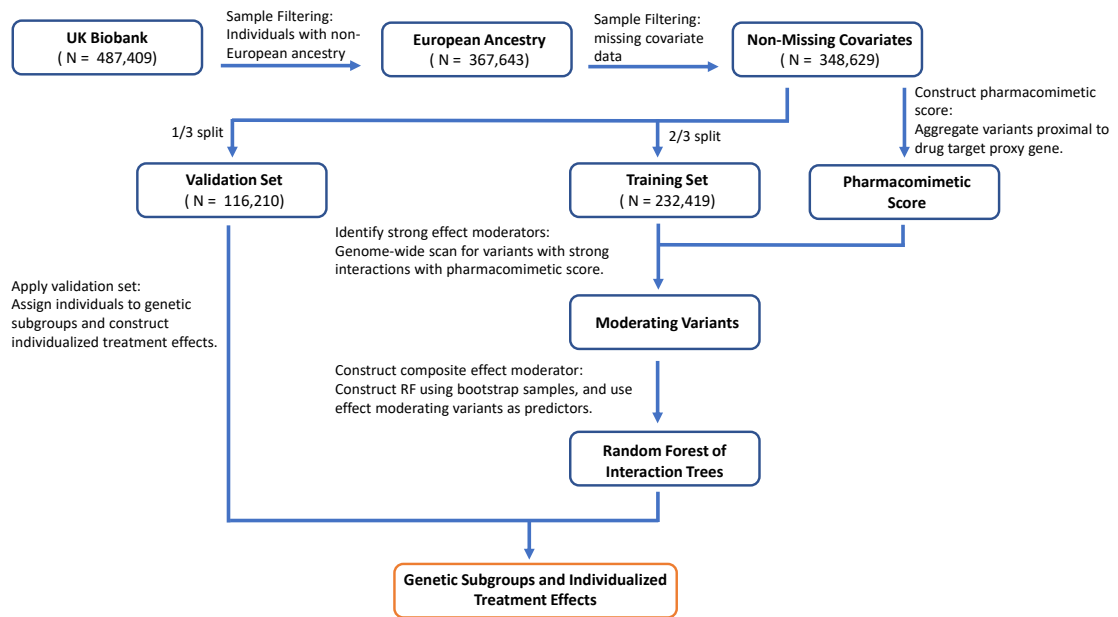 UK Biobank
( N = 487,409)
Sample Filtering:
Individuals with non-
European ancestry
European Ancestry
( N = 367,643)
Sample Filtering:
missing covariate
data
Non-Missing Covariates
( N = 348,629)
Construct pharmacomimetic
score:
Aggregate variants proximal to
drug target proxy gene.
1/3 split
2/3 split
Validation Set
( N = 116,210)
Training Set
( N = 232,419)
Pharmacomimetic
Score
Identify strong effect moderators:
Genome-wide scan for variants with strong
interactions with pharmacomimetic score.
Apply validation set:
Assign individuals to genetic
subgroups and construct
individualized treatment effects.
Moderating Variants
Construct composite effect moderator:
Construct RF using bootstrap samples, and use
effect moderating variants as predictors.
Random Forest of
Interaction Trees
Genetic Subgroups and Individualized
Treatment Effects